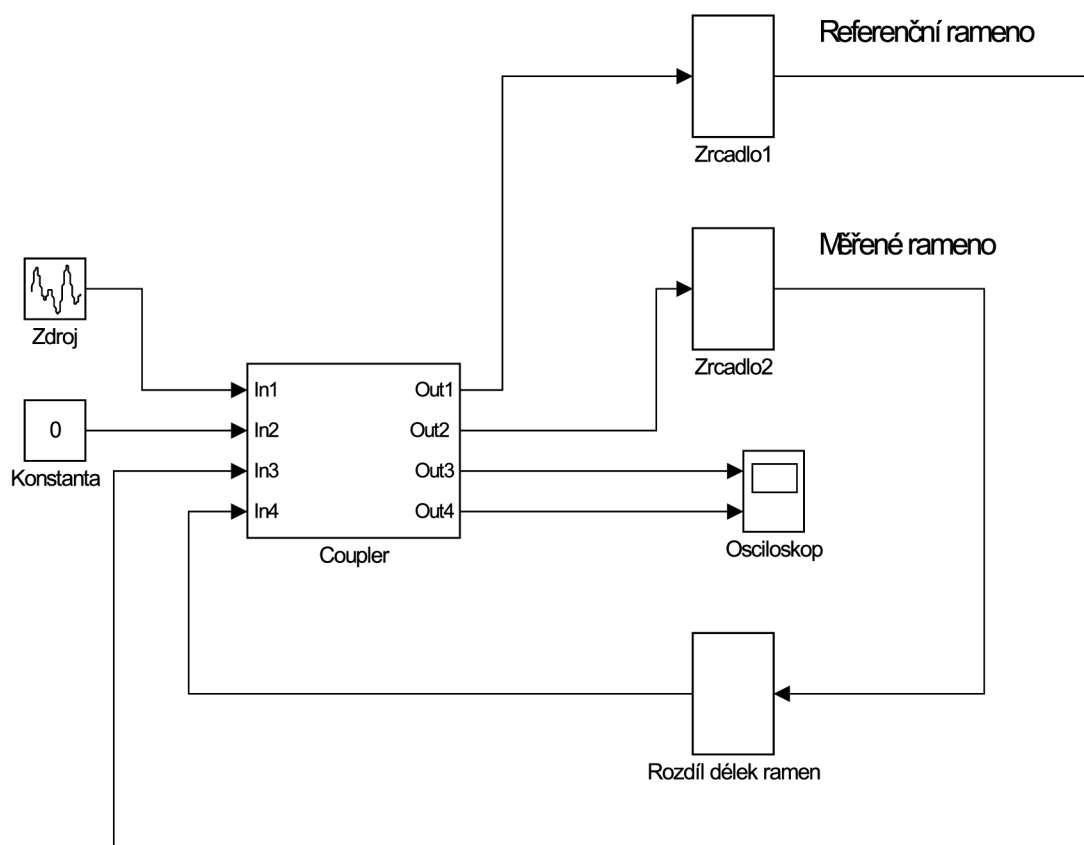 Referenční rameno
Zrcadlo1
Měřené rameno
Zrcadlo2
Zdroj
0
Konstanta
In1
In2
In3
In4
Out1
Out2
Out3
Out4
Coupler
Osciloskop
Rozdíl délek ramen